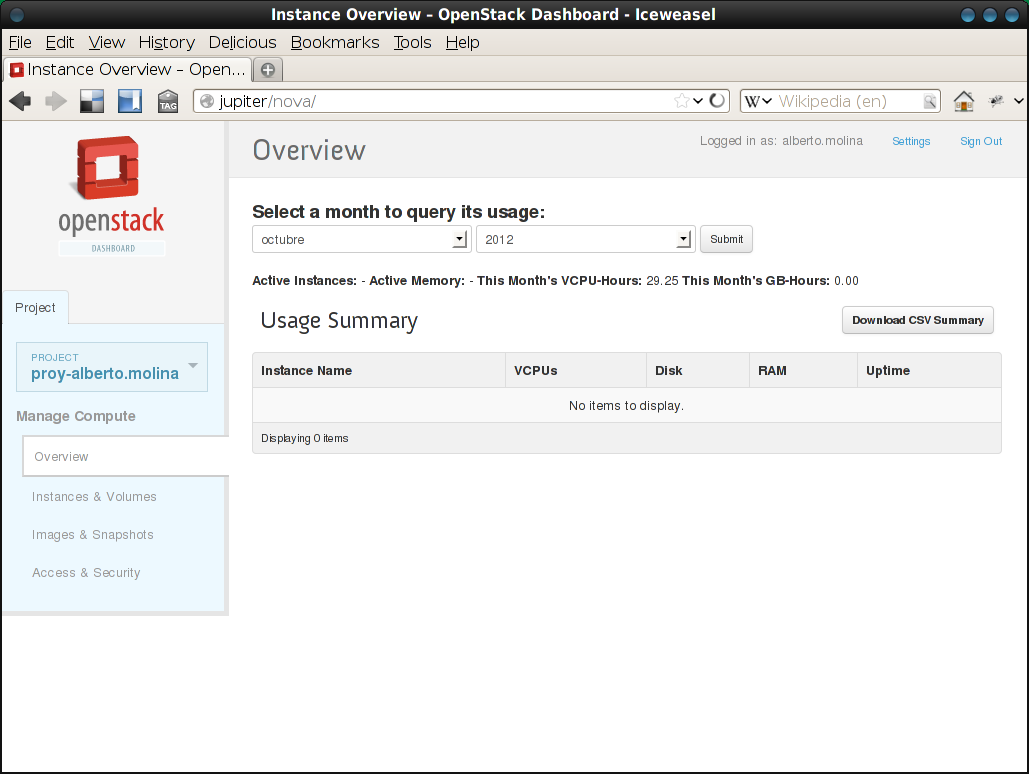 Instance Overview – OpenStack Dashboard - Iceweasel
File Edit View History Delicious Bookmarks Tools Help
Instance Overview – Open...
TAG
jupiter/nova/
W Wikipedia (en)
openstack
DASHBOARD
Overview
Logged in as: alberto.molina Settings Sign Out
Project
PROJECT
proy-alberto.molina
Manage Compute
Overview
Instances & Volumes
Images & Snapshots
Access & Security
Select a month to query its usage:
octubre 2012 Submit
Active Instances: - Active Memory: - This Month's VCPU-Hours: 29.25 This Month's GB-Hours: 0.00
Usage Summary
Download CSV Summary
Instance Name VCPUs Disk RAM Uptime
No items to display.
Displaying 0 items